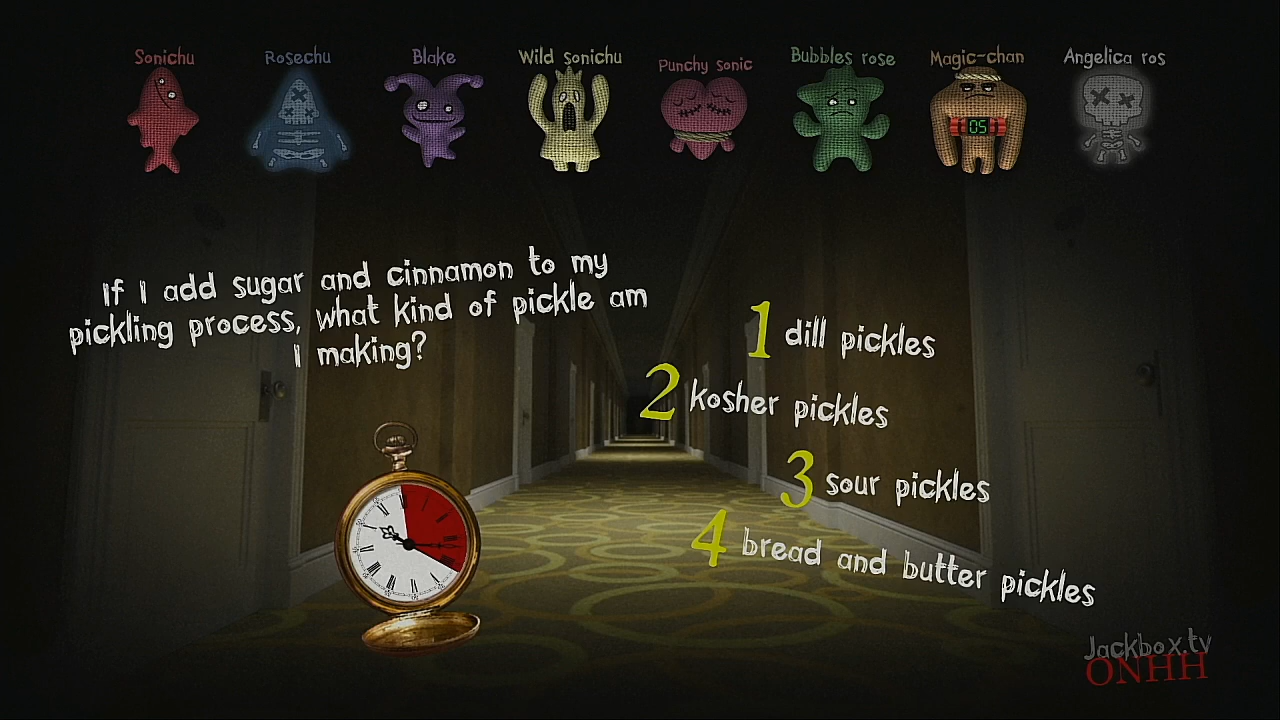 Sonichu
Rosechu
Blake
Wild sonichu
Punchy sonic
Bubbles rose
Magic-chan
Angelica ros
05
If I add sugar and cinnamon to my
pickling process, what kind of pickle am
I making?
1 dill pickles
2 kosher pickles
3 sour pickles
4 bread and butter pickles
Jackbox.tv
ONHH